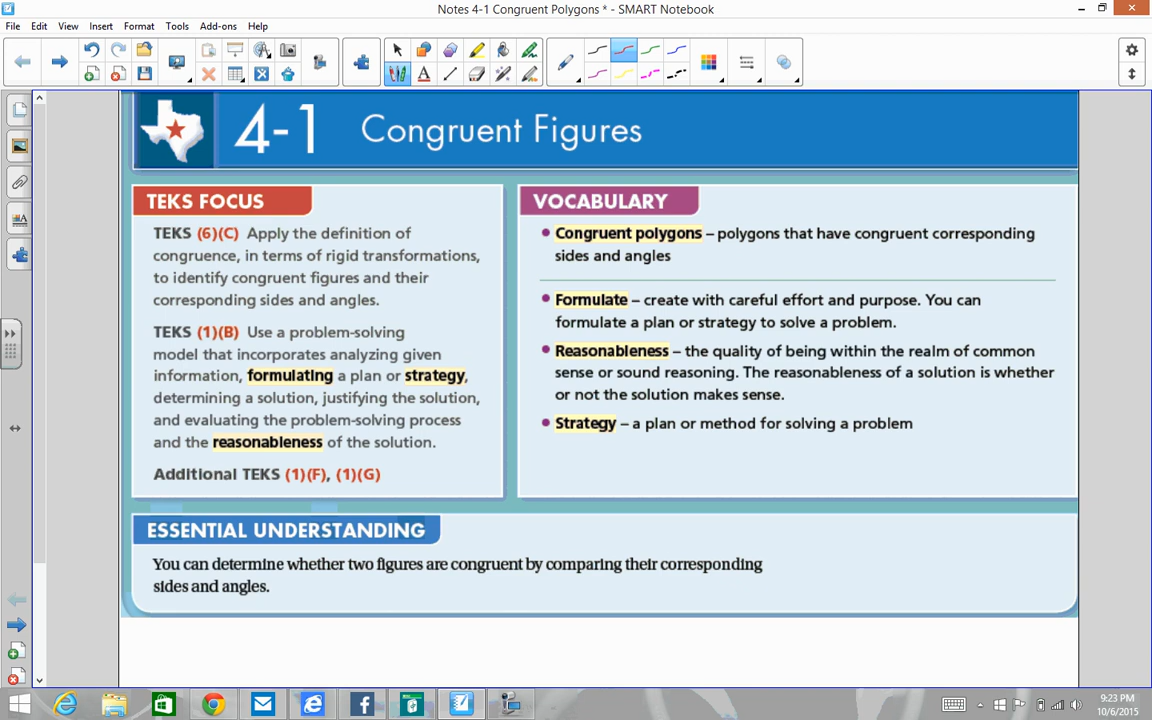 Notes 4-1 Congruent Polygons * - SMART Notebook
File Edit View Insert Format Tools Add-ons Help
4-1 Congruent Figures
TEKS FOCUS
TEKS (6)(C) Apply the definition of
congruence, in terms of rigid transformations,
to identify congruent figures and their
corresponding sides and angles.
TEKS (1)(B) Use a problem-solving
model that incorporates analyzing given
information, formulating a plan or strategy,
determining a solution, justifying the solution,
and evaluating the problem-solving process
and the reasonableness of the solution.
Additional TEKS (1)(F), (1)(G)
VOCABULARY
• Congruent polygons – polygons that have congruent corresponding
sides and angles
• Formulate – create with careful effort and purpose. You can
formulate a plan or strategy to solve a problem.
• Reasonableness – the quality of being within the realm of common
sense or sound reasoning. The reasonableness of a solution is whether
or not the solution makes sense.
• Strategy – a plan or method for solving a problem
ESSENTIAL UNDERSTANDING
You can determine whether two figures are congruent by comparing their corresponding
sides and angles.
9:23 PM
10/6/2015